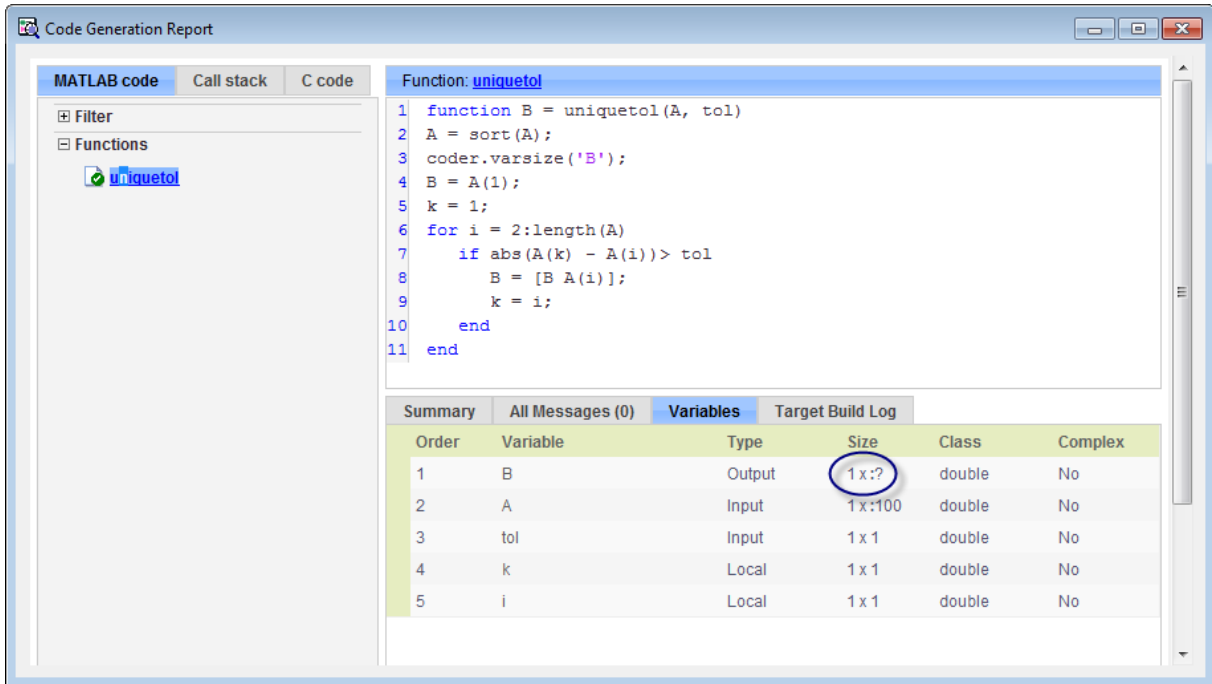 Code Generation Report
MATLAB code Call stack C code
Filter
Functions
uniquetol
Function: uniquetol
1 function B = uniquetol(A, tol)
2 A = sort(A);
3 coder.varsize('B');
4 B = A(1);
5 k = 1;
6 for i = 2:length(A)
7 if abs(A(k) - A(i))> tol
8 B = [B A(i)];
9 k = i;
10 end
11 end
Summary All Messages (0) Variables Target Build Log
Order Variable Type Size Class Complex
1 B Output 1 x :? double No
2 A Input 1 x :100 double No
3 tol Input 1 x 1 double No
4 k Local 1 x 1 double No
5 i Local 1 x 1 double No